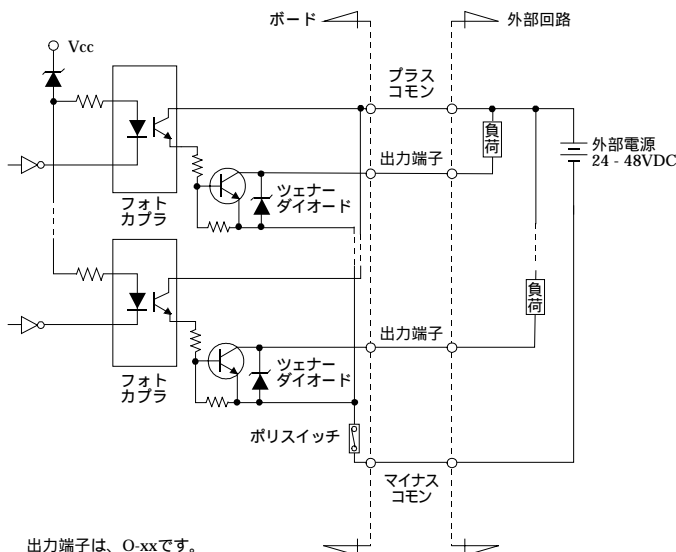 ボード
外部回路
Vcc
プラス
コモン
負荷
外部電源
24 - 48VDC
出力端子
フォト
カプラ
ツェナー
ダイオード
負荷
出力端子
フォト
カプラ
ツェナー
ダイオード
ポリスイッチ
マイナス
コモン
出力端子は、O-xxです。